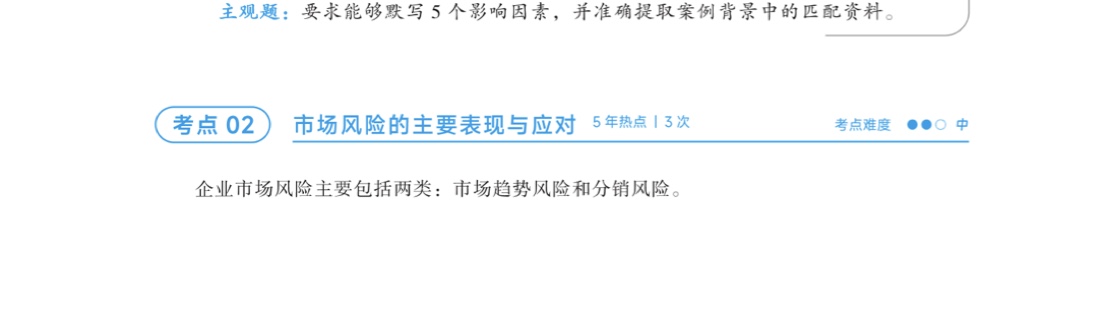 主观题：要求能够默写 5 个影响因素，并准确提取案例背景中的匹配资料。
考点 02 市场风险的主要表现与应对 5 年热点 | 3 次 考点难度 ●●○ 中
企业市场风险主要包括两类：市场趋势风险和分销风险。